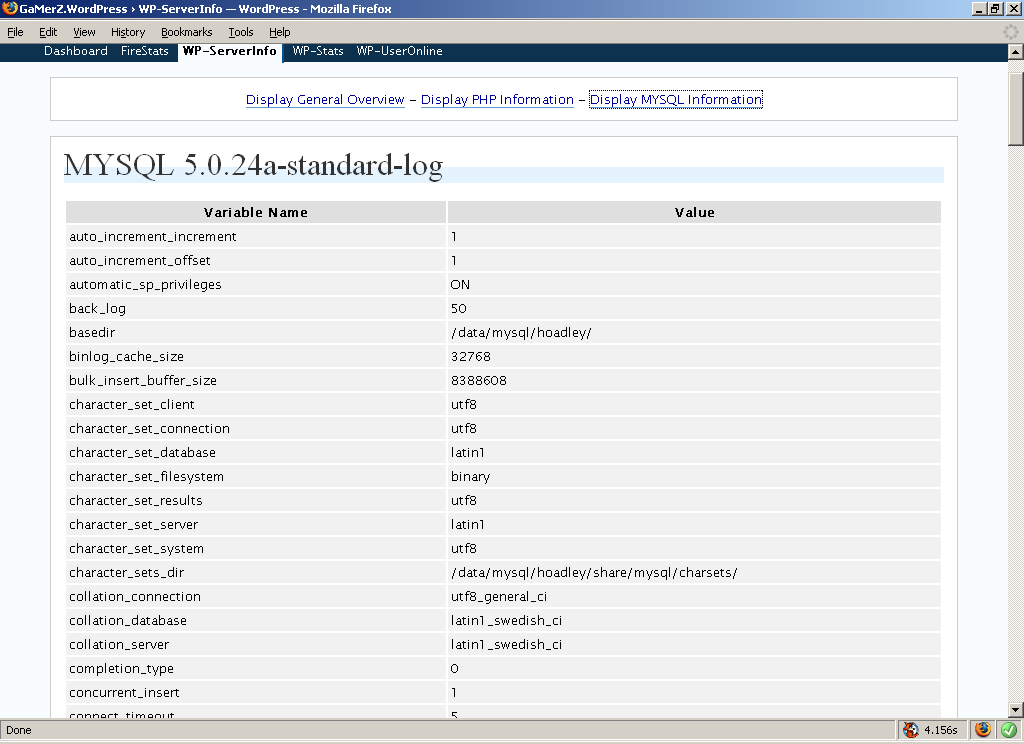 GaMerZ.WordPress › WP-ServerInfo — WordPress - Mozilla Firefox
File Edit View History Bookmarks Tools Help
Dashboard FireStats WP-ServerInfo WP-Stats WP-UserOnline
Display General Overview – Display PHP Information – Display MYSQL Information
MYSQL 5.0.24a-standard-log
Variable Name Value
auto_increment_increment 1
auto_increment_offset 1
automatic_sp_privileges ON
back_log 50
basedir /data/mysql/hoadley/
binlog_cache_size 32768
bulk_insert_buffer_size 8388608
character_set_client utf8
character_set_connection utf8
character_set_database latin1
character_set_filesystem binary
character_set_results utf8
character_set_server latin1
character_set_system utf8
character_sets_dir /data/mysql/hoadley/share/mysql/charsets/
collation_connection utf8_general_ci
collation_database latin1_swedish_ci
collation_server latin1_swedish_ci
completion_type 0
concurrent_insert 1
connect_timeout 5
Done 4.156s